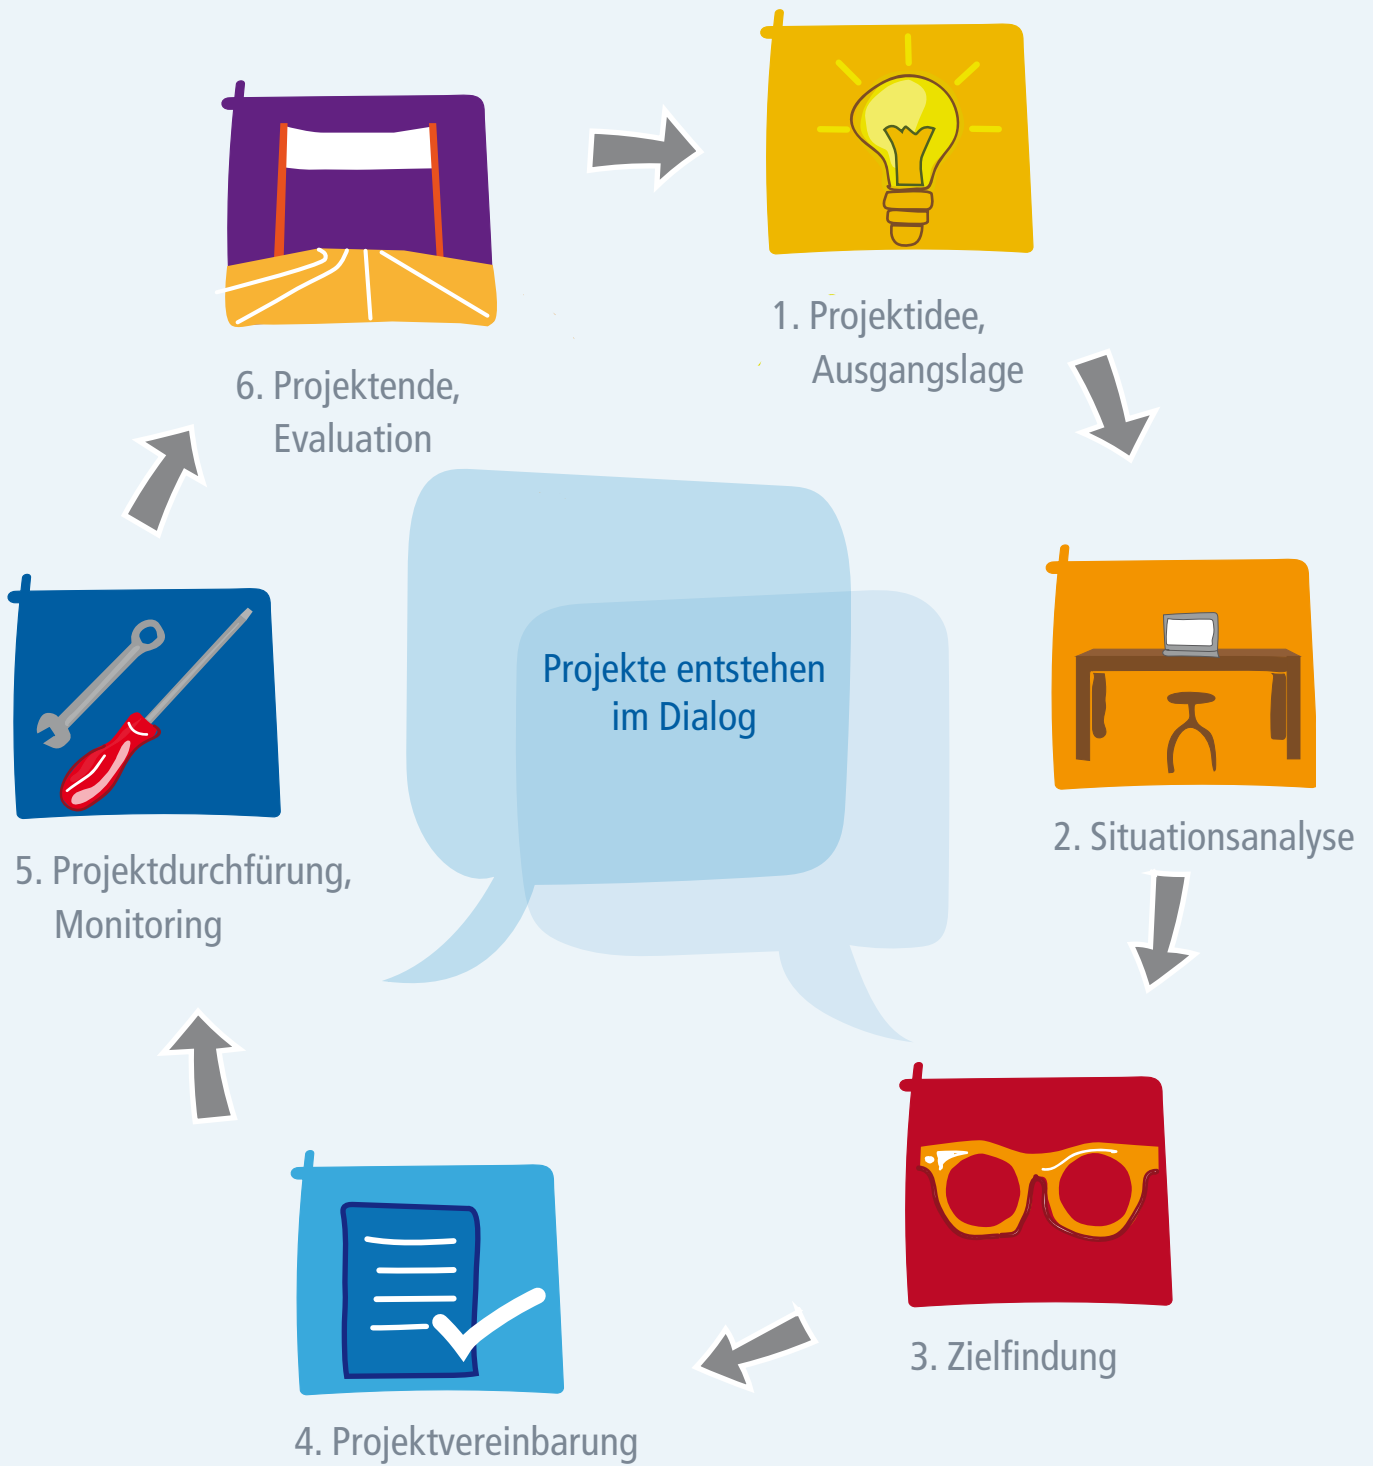 1. Projektidee,
Ausgangslage
2. Situationsanalyse
3. Zielfindung
4. Projektvereinbarung
5. Projektdurchfürung,
Monitoring
6. Projektende,
Evaluation
Projekte entstehen
im Dialog